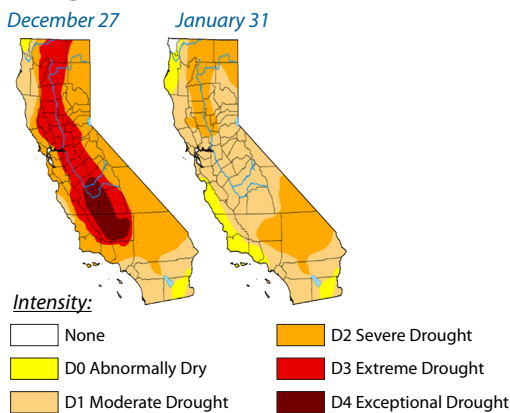 December 27 January 31
Intensity:
None
D2 Severe Drought
D0 Abnormally Dry
D3 Extreme Drought
D1 Moderate Drought
D4 Exceptional Drought